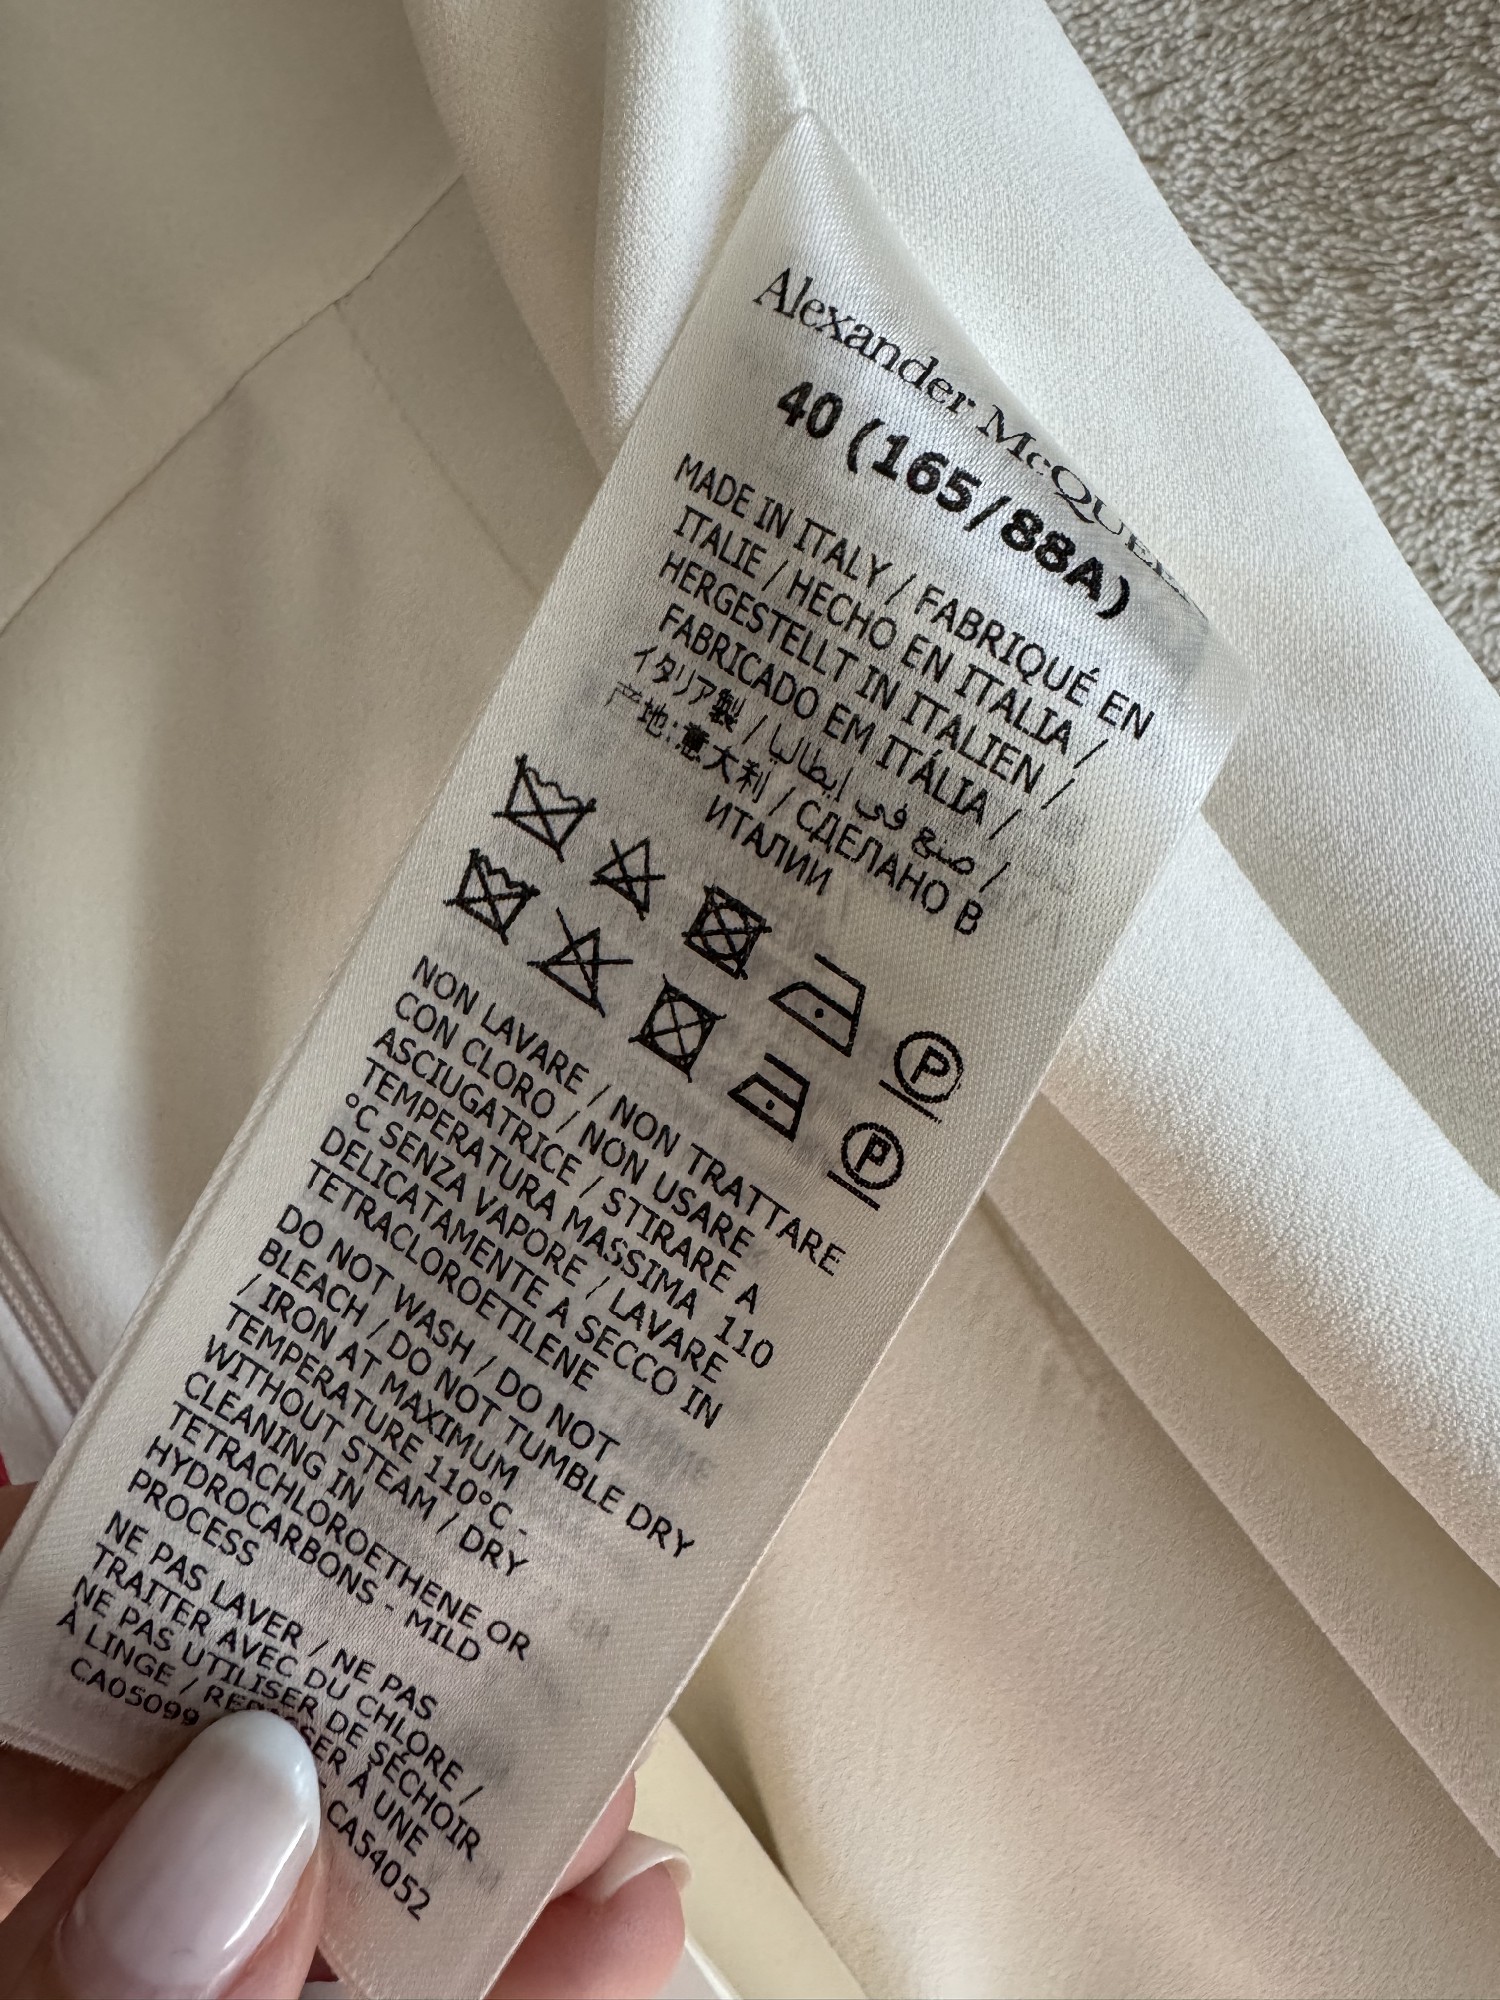 Alexander McQueen
40 (165/88A)
MADE IN ITALY / FABRIQUÉ EN
ITALIE / HECHO EN ITALIA /
HERGESTELLT IN ITALIEN /
FABRICADO EM ITÁLIA /
イタリア製 / صنع في إيطاليا /
产地:意大利 / СДЕЛАНО В
ИТАЛИИ
P
P
NON LAVARE / NON TRATTARE
CON CLORO / NON USARE
ASCIUGATRICE / STIRARE A
TEMPERATURA MASSIMA 110
°C SENZA VAPORE / LAVARE
DELICATAMENTE A SECCO IN
TETRACLOROETILENE
DO NOT WASH / DO NOT
BLEACH / DO NOT TUMBLE DRY
/ IRON AT MAXIMUM
TEMPERATURE 110°C -
WITHOUT STEAM / DRY
CLEANING IN
TETRACHLOROETHENE OR
HYDROCARBONS - MILD
PROCESS
NE PAS LAVER / NE PAS
TRAITER AVEC DU CHLORE /
NE PAS UTILISER DE SÉCHOIR
À LINGE / REPASSER À UNE
CA05099 CA54052